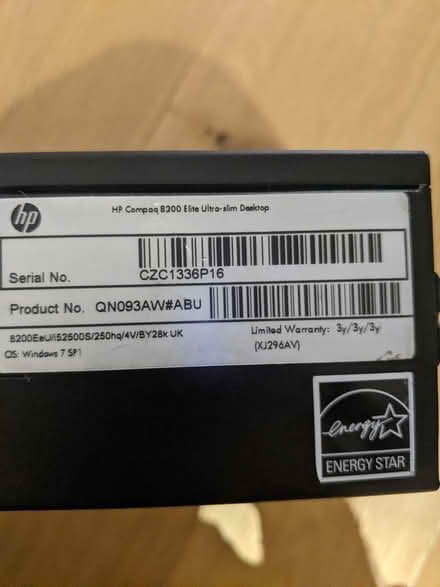 hp
HP Compaq 8200 Elite Ultra-slim Desktop
Serial No.
CZC1336P16
Product No. QN093AW#ABU
8200EeU/i52500S/250hq/4V/BY28k UK
Limited Warranty: 3y/3y/3y
OS: Windows 7 SP1
(XJ296AV)
energy
ENERGY STAR